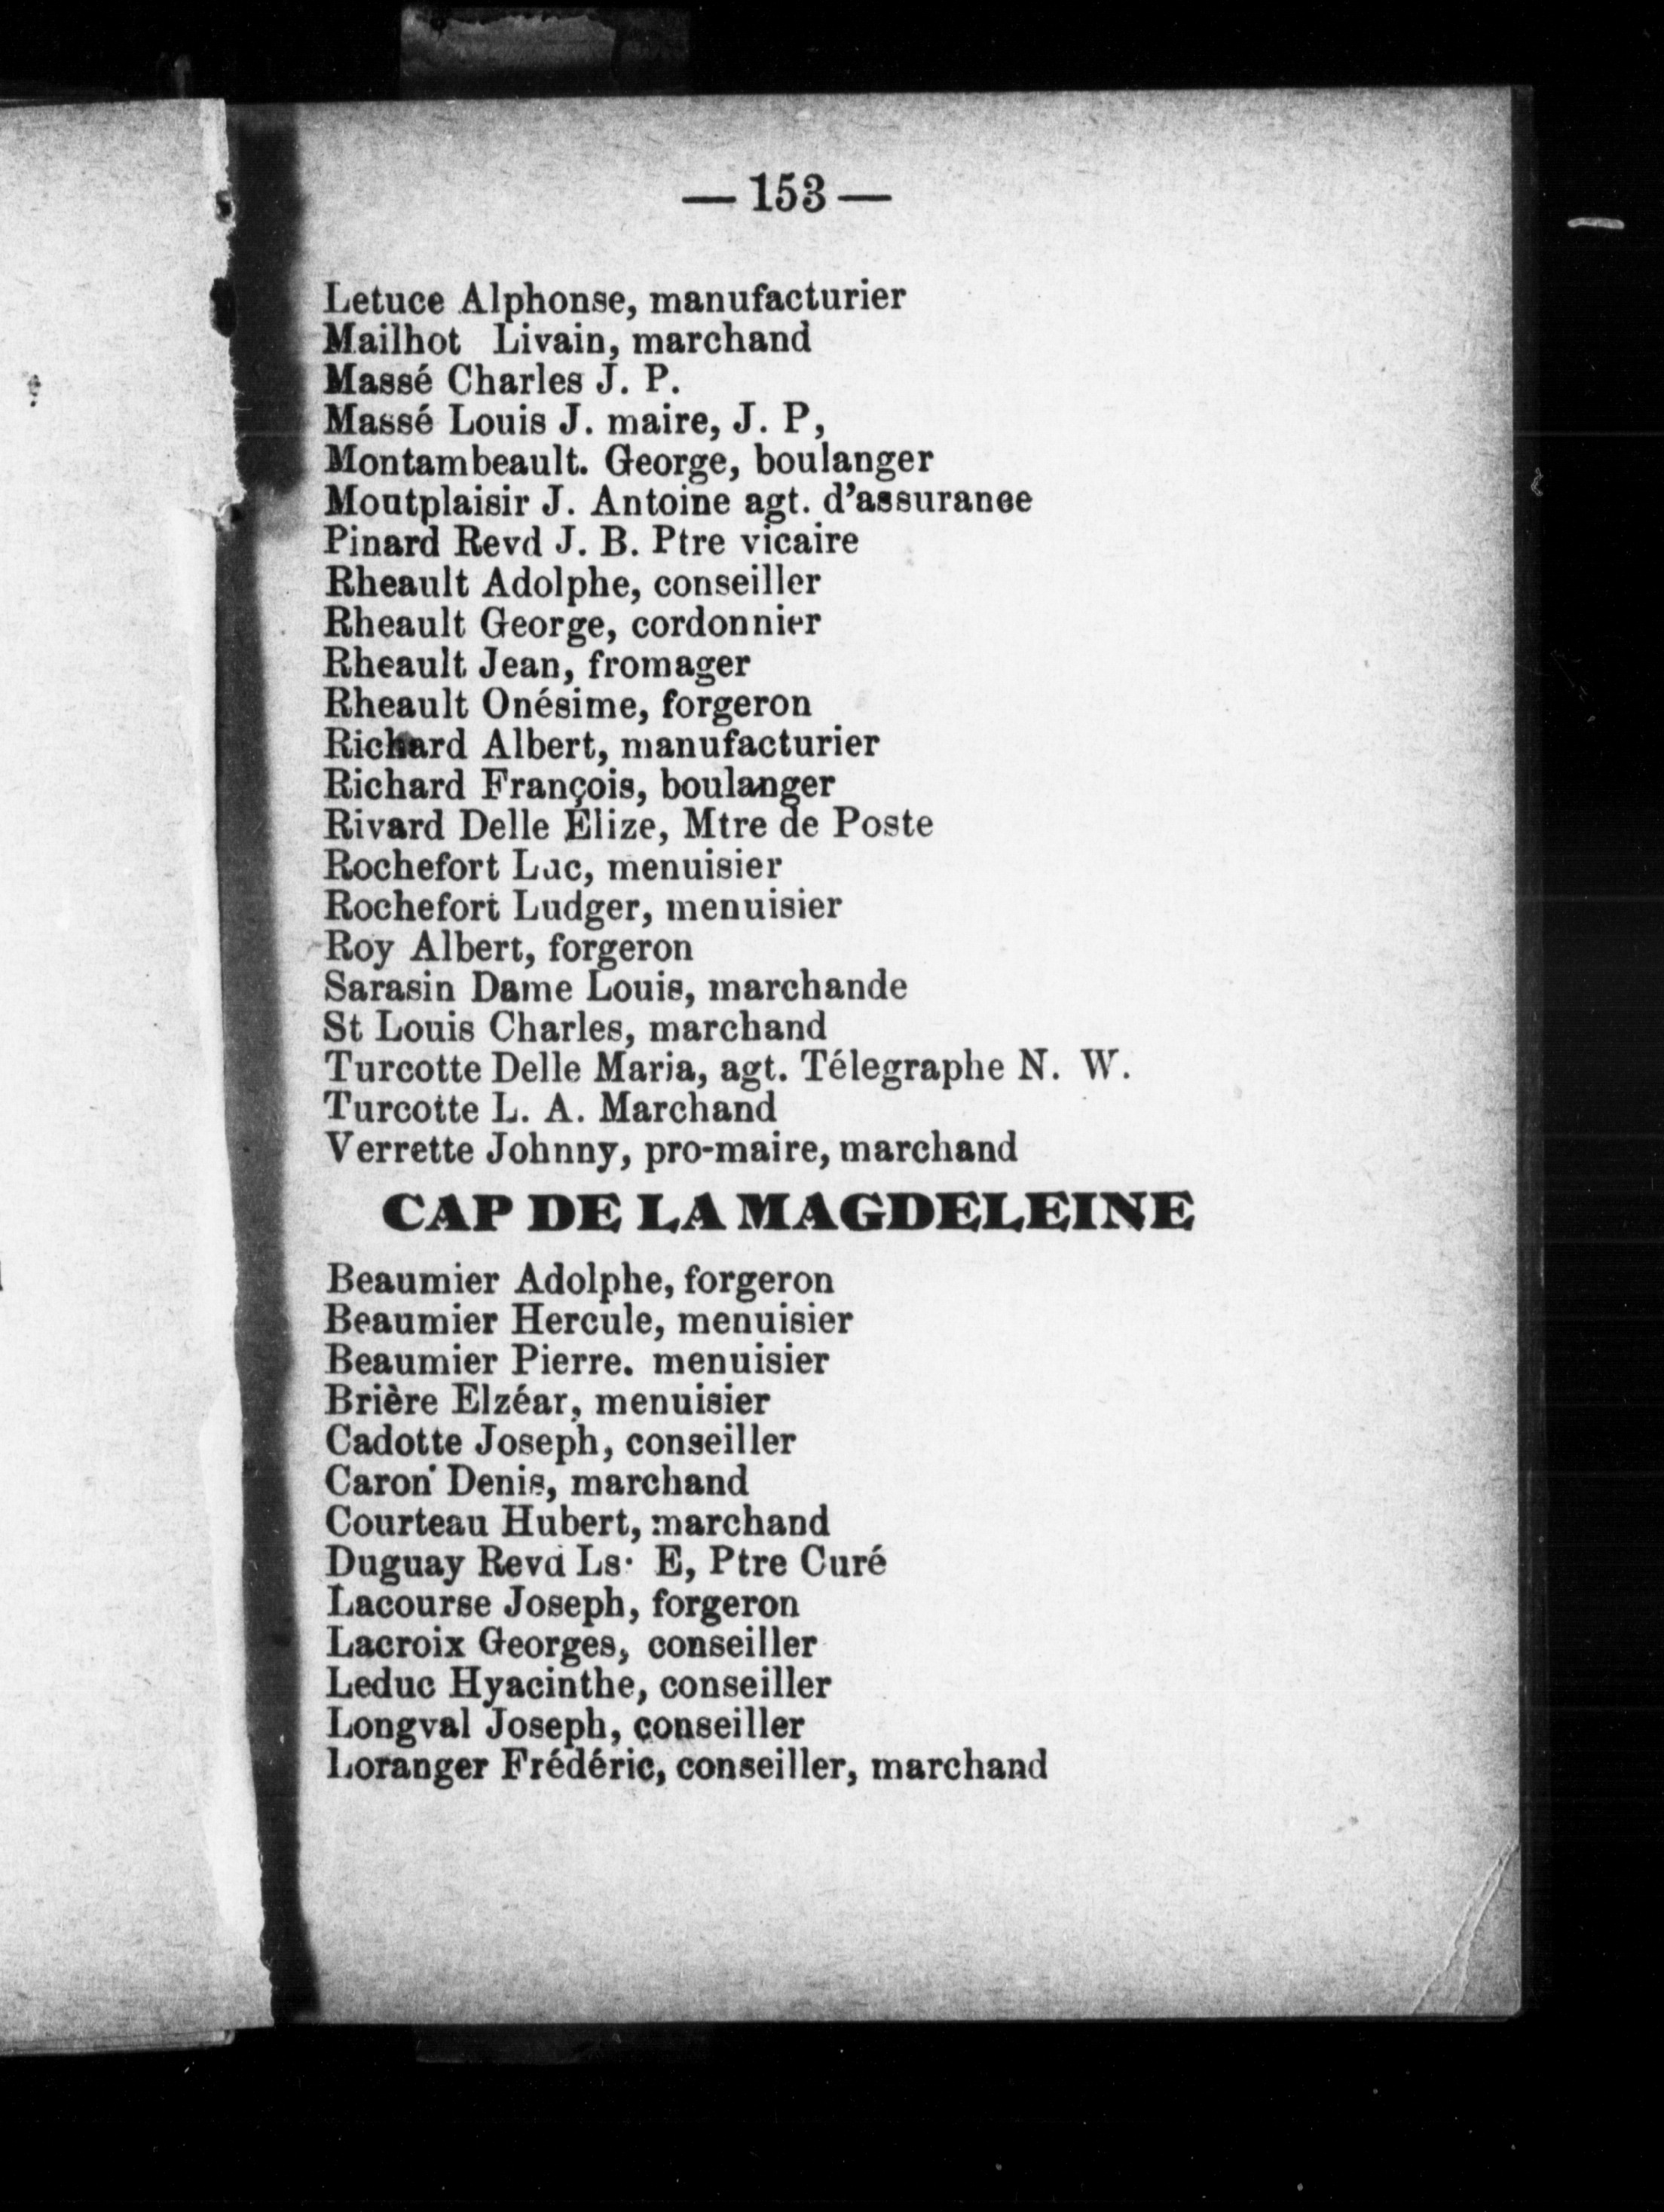 — 153 —
Letuce Alphonse, manufacturier
Mailhot Livain, marchand
Massé Charles J. P.
Massé Louis J. maire, J. P,
Montambeault. George, boulanger
Moutplaisir J. Antoine agt. d'assurance
Pinard Revd J. B. Ptre vicaire
Rheault Adolphe, conseiller
Rheault George, cordonnier
Rheault Jean, fromager
Rheault Onésime, forgeron
Richard Albert, manufacturier
Richard François, boulanger
Rivard Delle Élize, Mtre de Poste
Rochefort Luc, menuisier
Rochefort Ludger, menuisier
Roy Albert, forgeron
Sarasin Dame Louis, marchande
St Louis Charles, marchand
Turcotte Delle Maria, agt. Télegraphe N. W.
Turcotte L. A. Marchand
Verrette Johnny, pro-maire, marchand
CAP DE LA MAGDELEINE
Beaumier Adolphe, forgeron
Beaumier Hercule, menuisier
Beaumier Pierre. menuisier
Brière Elzéar, menuisier
Cadotte Joseph, conseiller
Caron Denis, marchand
Courteau Hubert, marchand
Duguay Revd Ls· E, Ptre Curé
Lacourse Joseph, forgeron
Lacroix Georges, conseiller
Leduc Hyacinthe, conseiller
Longval Joseph, conseiller
Loranger Frédéric, conseiller, marchand